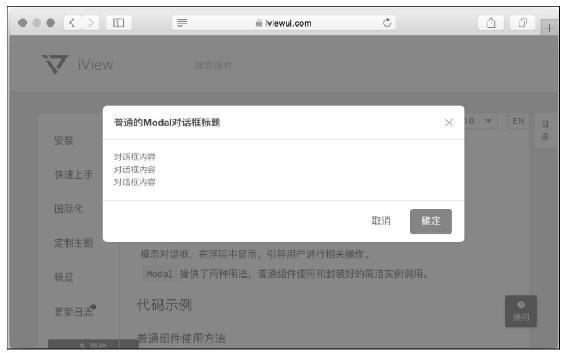 iviewui.com
iView
搜索组件...
普通的Modal对话框标题
EN
目录
安装
快速上手
国际化
定制主题
概览
更新日志
对话框内容
对话框内容
对话框内容
取消
确定
模态对话框，在浮层中显示，引导用户进行相关操作。
Modal 提供了两种用法，普通组件使用和封装好的简洁实例调用。
代码示例
普通组件使用方法
提问